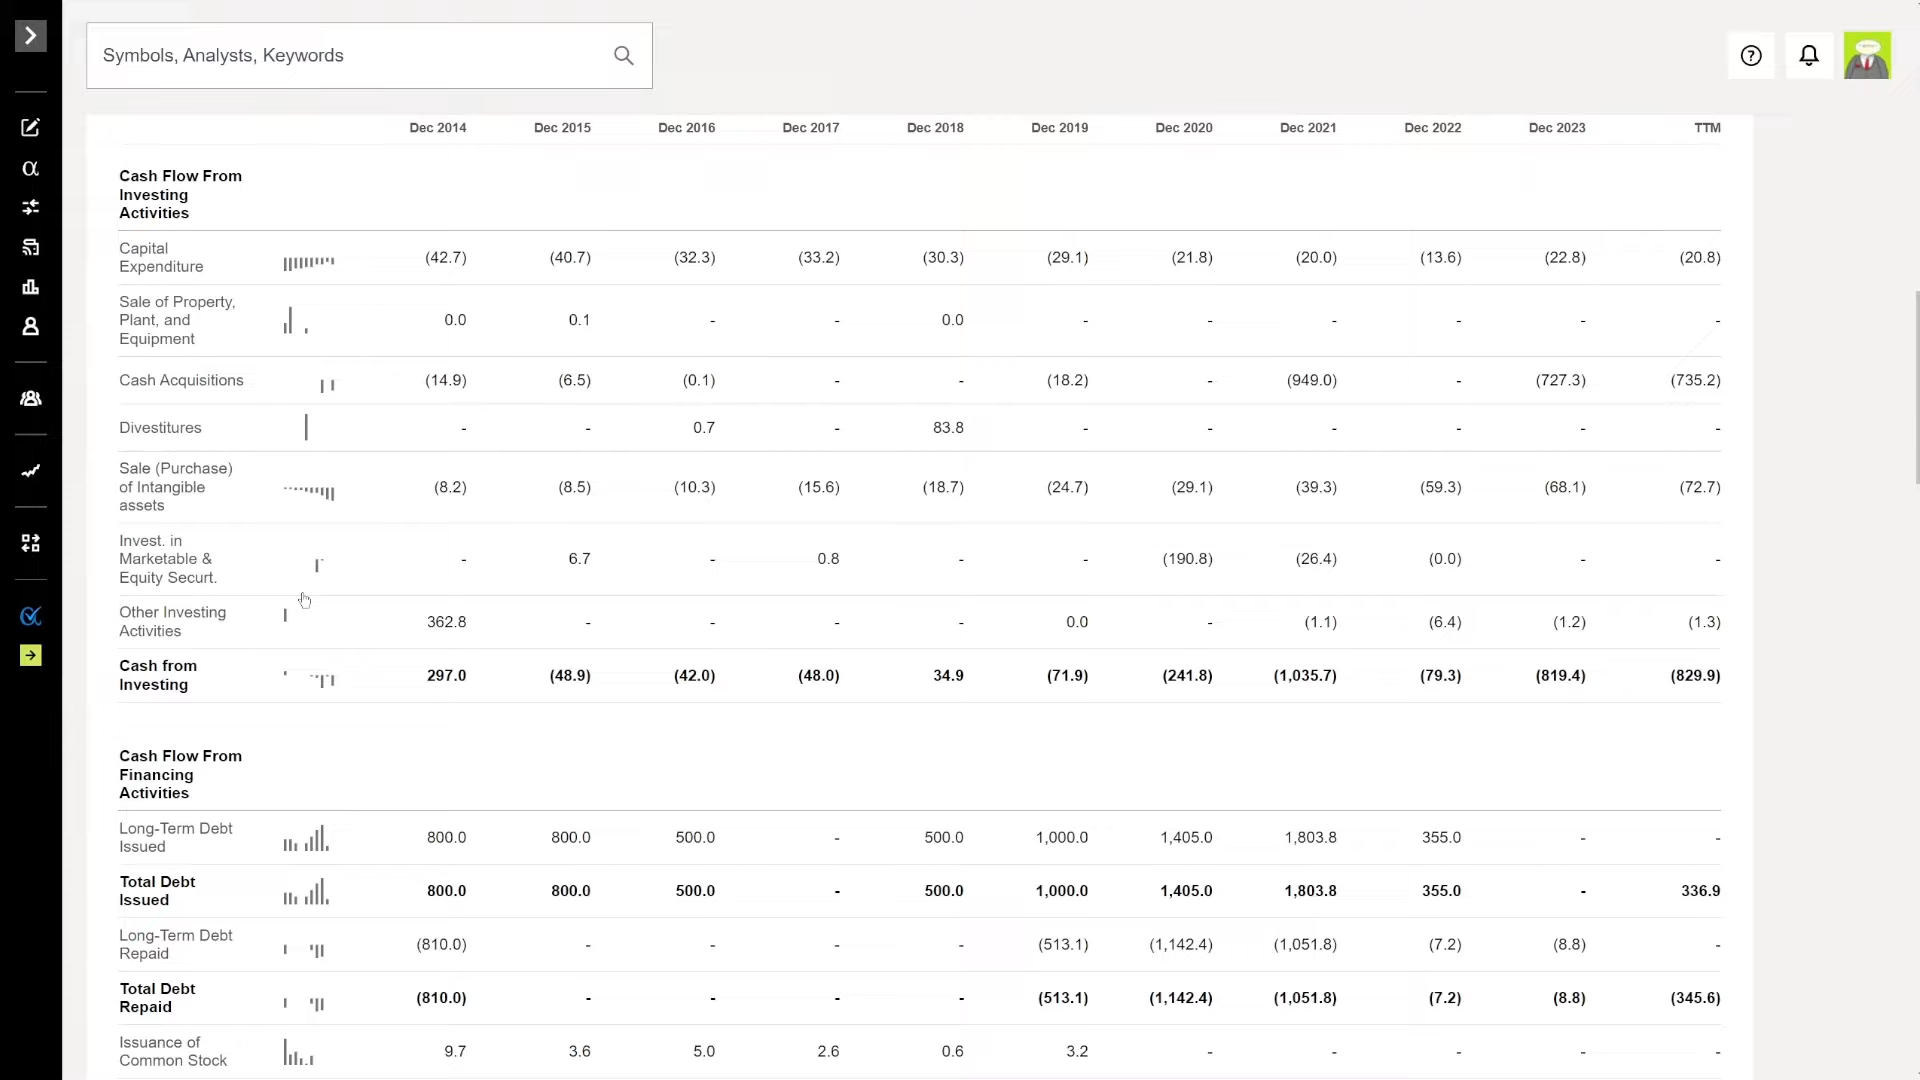 Symbols, Analysts, Keywords
Dec 2014 Dec 2015 Dec 2016 Dec 2017 Dec 2018 Dec 2019 Dec 2020 Dec 2021 Dec 2022 Dec 2023 TTM
Cash Flow From
Investing
Activities
Capital
Expenditure (42.7) (40.7) (32.3) (33.2) (30.3) (29.1) (21.8) (20.0) (13.6) (22.8) (20.8)
Sale of Property,
Plant, and 0.0 0.1 - - 0.0 - - - - - -
Equipment
Cash Acquisitions (14.9) (6.5) (0.1) - - (18.2) - (949.0) - (727.3) (735.2)
Divestitures - - 0.7 - 83.8 - - - - - -
Sale (Purchase)
of Intangible (8.2) (8.5) (10.3) (15.6) (18.7) (24.7) (29.1) (39.3) (59.3) (68.1) (72.7)
assets
Invest. in
Marketable & - 6.7 - 0.8 - - (190.8) (26.4) (0.0) - -
Equity Securt.
Other Investing
Activities 362.8 - - - - 0.0 - (1.1) (6.4) (1.2) (1.3)
Cash from
Investing 297.0 (48.9) (42.0) (48.0) 34.9 (71.9) (241.8) (1,035.7) (79.3) (819.4) (829.9)
Cash Flow From
Financing
Activities
Long-Term Debt
Issued 800.0 800.0 500.0 - 500.0 1,000.0 1,405.0 1,803.8 355.0 - -
Total Debt
Issued 800.0 800.0 500.0 - 500.0 1,000.0 1,405.0 1,803.8 355.0 - 336.9
Long-Term Debt
Repaid (810.0) - - - - (513.1) (1,142.4) (1,051.8) (7.2) (8.8) -
Total Debt
Repaid (810.0) - - - - (513.1) (1,142.4) (1,051.8) (7.2) (8.8) (345.6)
Issuance of
Common Stock 9.7 3.6 5.0 2.6 0.6 3.2 - - - - -